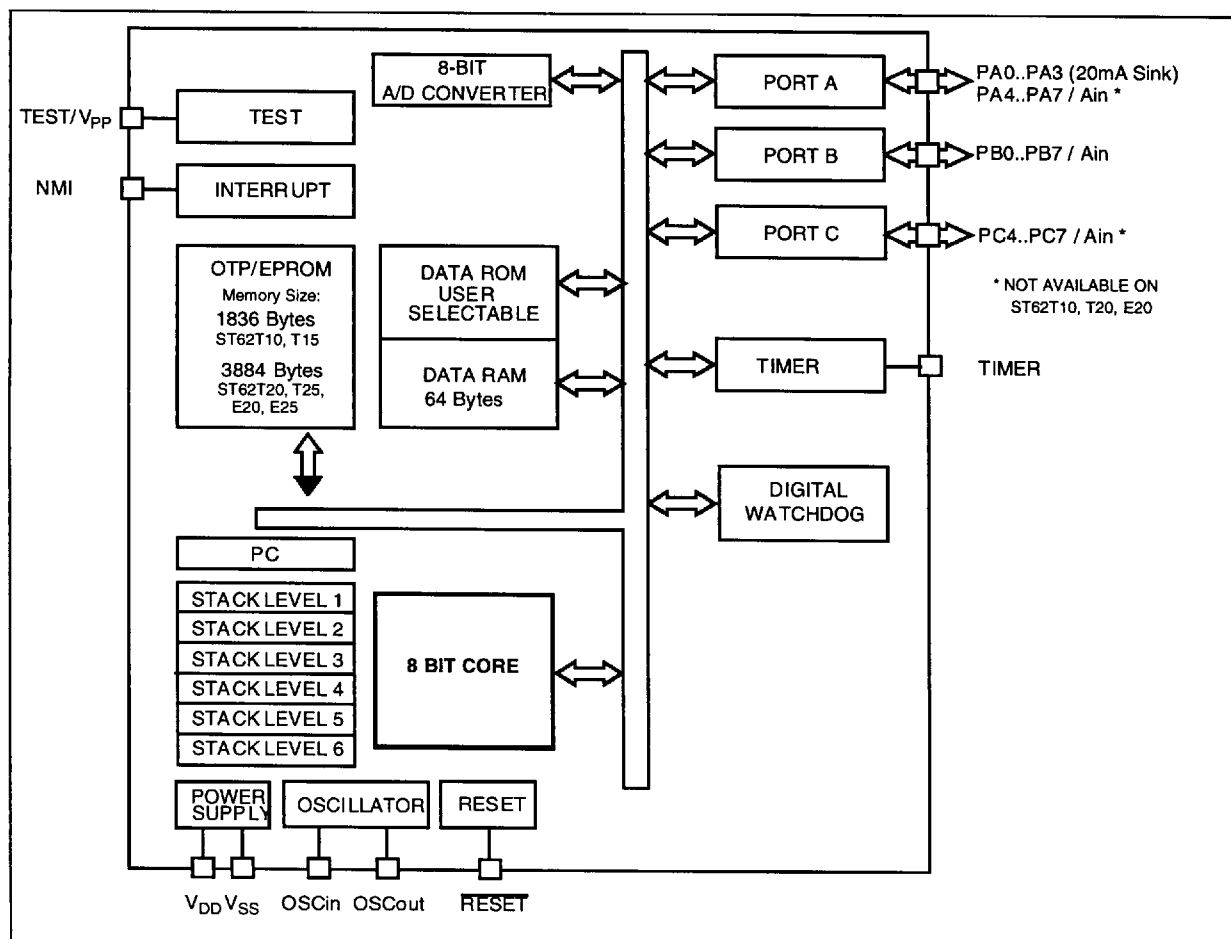 8-BIT
A/D CONVERTER
PORT A
PA0..PA3 (20mA Sink)
PA4..PA7 / Ain *
TEST/VPP
TEST
PORT B
PB0..PB7 / Ain
NMI
INTERRUPT
PORT C
PC4..PC7 / Ain *
OTP/EPROM
Memory Size:
1836 Bytes
ST62T10, T15
3884 Bytes
ST62T20, T25,
E20, E25
DATA ROM
USER
SELECTABLE
* NOT AVAILABLE ON
ST62T10, T20, E20
DATA RAM
64 Bytes
TIMER
TIMER
DIGITAL
WATCHDOG
PC
STACK LEVEL 1
STACK LEVEL 2
STACK LEVEL 3
STACK LEVEL 4
STACK LEVEL 5
STACK LEVEL 6
8 BIT CORE
POWER
SUPPLY
OSCILLATOR
RESET
VDD VSS
OSCin OSCout
RESET